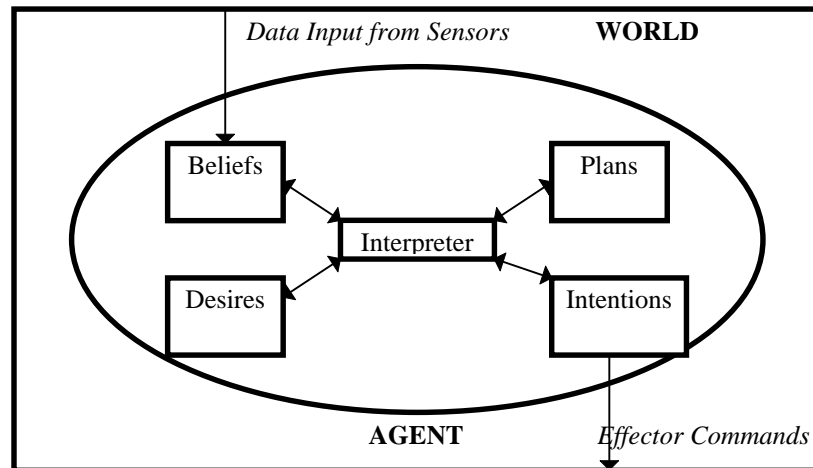 Data Input from Sensors
WORLD
Beliefs
Plans
Interpreter
Desires
Intentions
AGENT
Effector Commands